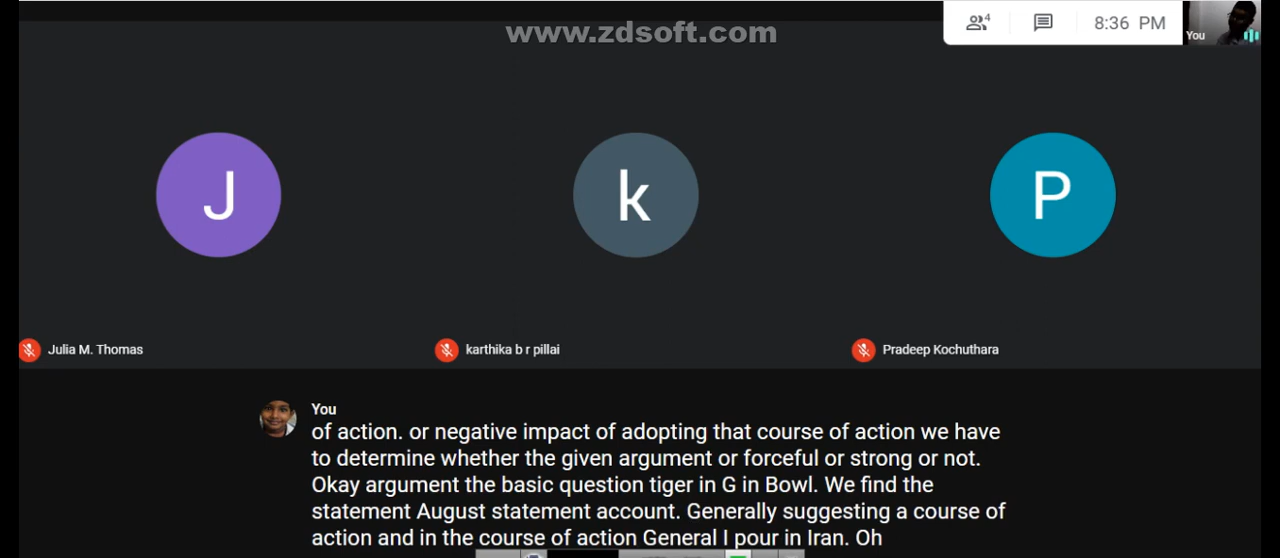 www.zdsoft.com
4
8:36 PM
You
J
k
P
Julia M. Thomas
karthika b r pillai
Pradeep Kochuthara
You
of action. or negative impact of adopting that course of action we have
to determine whether the given argument or forceful or strong or not.
Okay argument the basic question tiger in G in Bowl. We find the
statement August statement account. Generally suggesting a course of
action and in the course of action General I pour in Iran. Oh